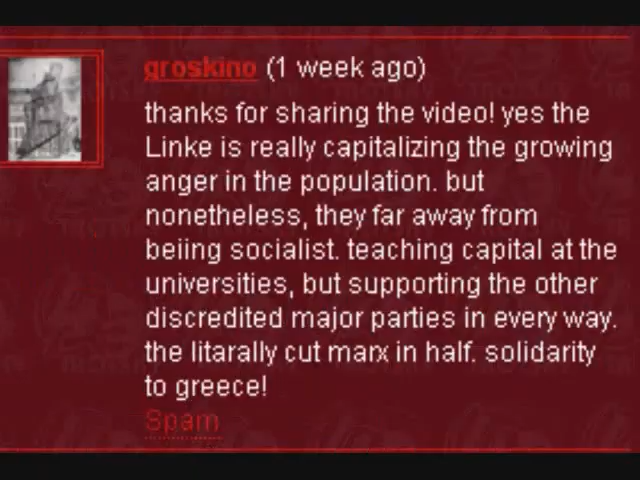 groskino (1 week ago)
thanks for sharing the video! yes the
Linke is really capitalizing the growing
anger in the population. but
nonetheless, they far away from
beiing socialist. teaching capital at the
universities, but supporting the other
discredited major parties in every way.
the litarally cut marx in half. solidarity
to greece!
Spam